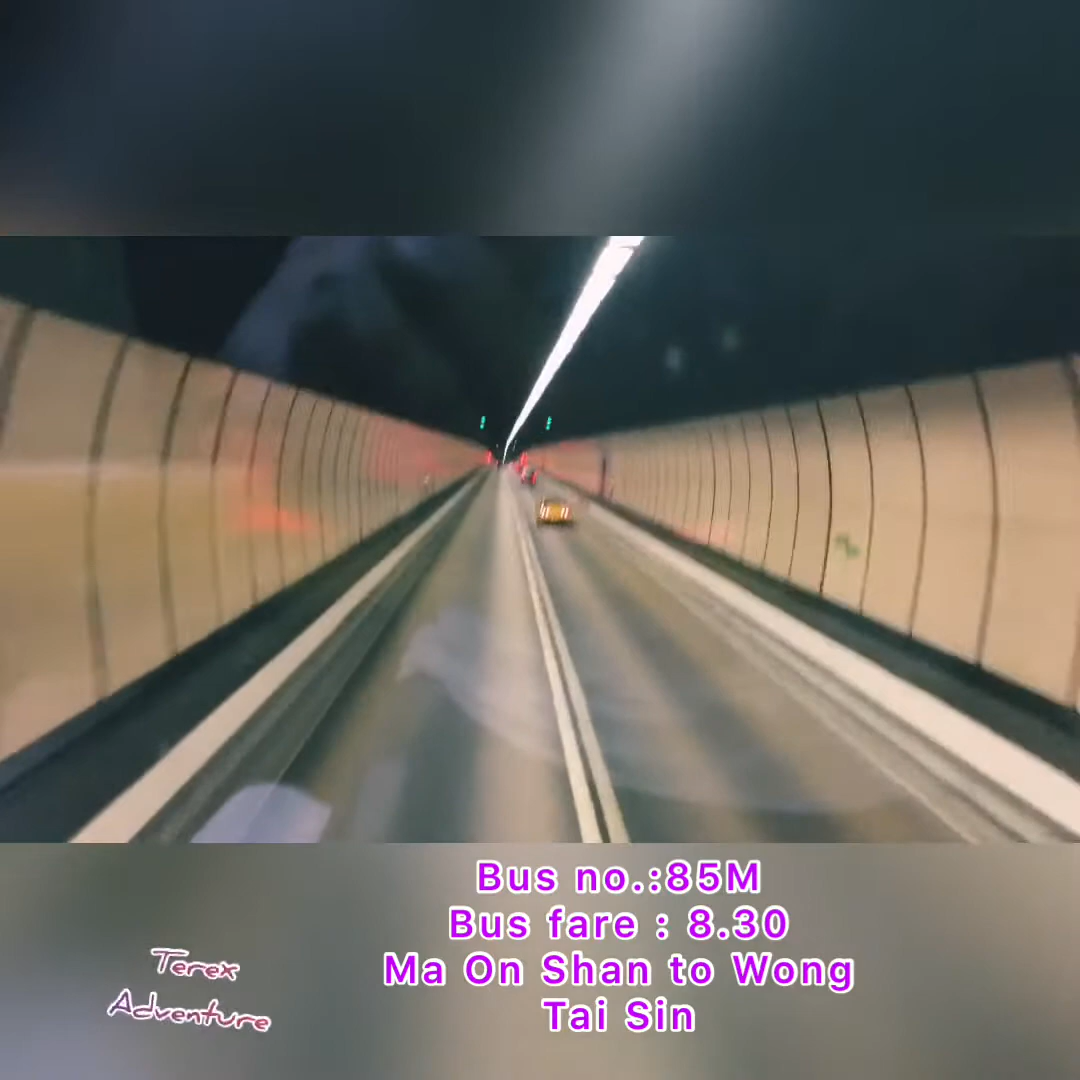 Bus no.:85M
Bus fare : 8.30
Ma On Shan to Wong
Tai Sin
Terex
Adventure